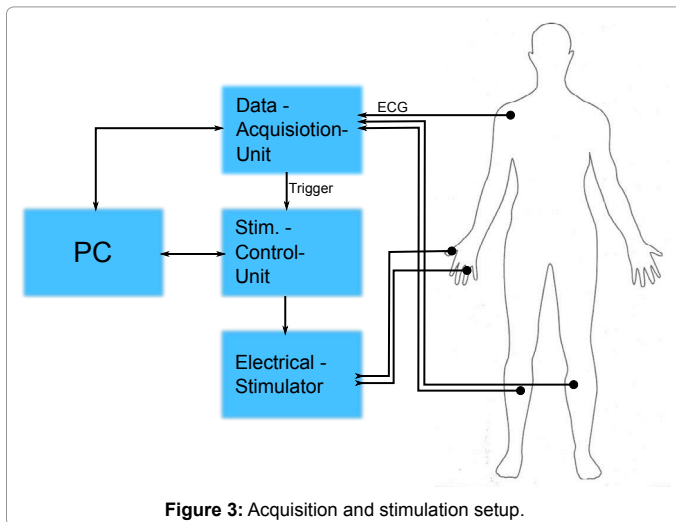 Data -
Acquisiotion-
Unit
ECG
Trigger
PC
Stim. -
Control-
Unit
Electrical -
Stimulator
Figure 3: Acquisition and stimulation setup.